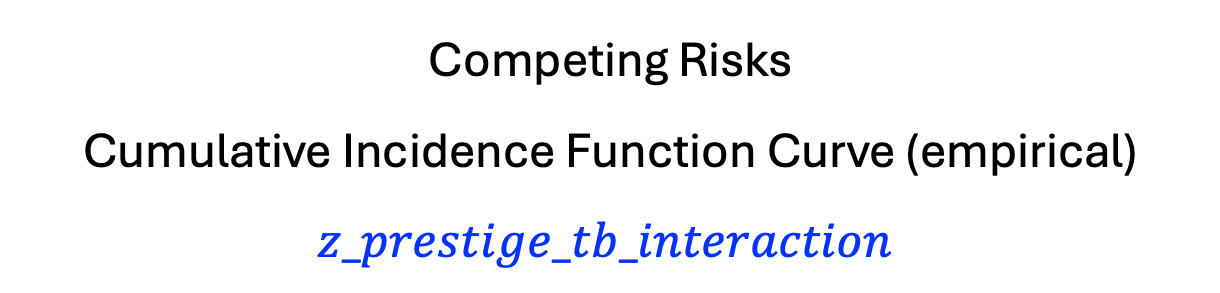 Competing Risks
Cumulative Incidence Function Curve (empirical)
z_prestige_tb_interaction